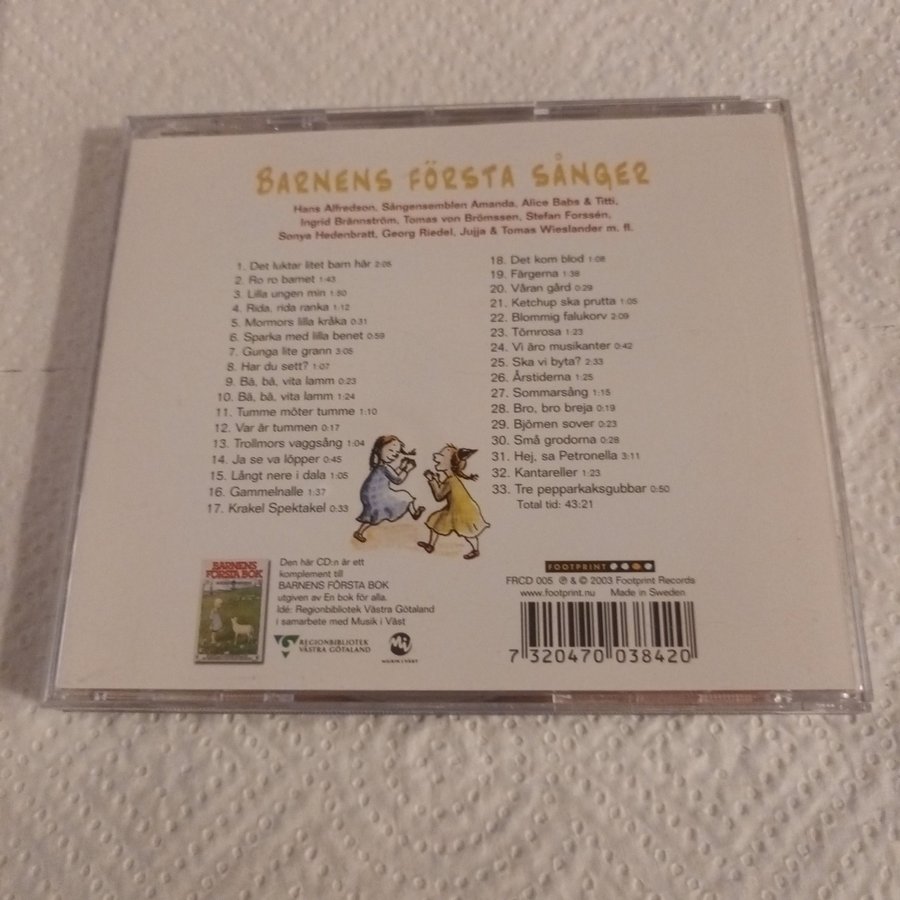 BARNENS FÖRSTA SÅNGER
Hans Alfredson, Sångensemblen Amanda, Alice Babs & Titti,
Ingrid Brännström, Tomas von Brömssen, Stefan Forssén,
Sonya Hedenbratt, Georg Riedel, Jujja & Tomas Wieslander m. fl.
1. Det luktar litet barn här 2:05
2. Ro ro barnet 1:43
3. Lilla ungen min 1:50
4. Rida, rida ranka 1:12
5. Mormors lilla kråka 0:31
6. Sparka med lilla benet 0:59
7. Gunga lite grann 3:05
8. Har du sett? 1:07
9. Bä, bä, vita lamm 0:23
10. Bä, bä, vita lamm 1:24
11. Tumme möter tumme 1:10
12. Var är tummen 0:17
13. Trollmors vaggsång 1:04
14. Ja se va löpper 0:45
15. Långt nere i dala 1:05
16. Gammelnalle 1:37
17. Krakel Spektakel 0:33
18. Det kom blod 1:08
19. Färgerna 1:38
20. Våran gård 0:29
21. Ketchup ska prutta 1:05
22. Blommig falukorv 2:09
23. Törnrosa 1:23
24. Vi äro musikanter 0:42
25. Ska vi byta? 2:33
26. Årstiderna 1:25
27. Sommarsång 1:15
28. Bro, bro breja 0:19
29. Björnen sover 0:23
30. Små grodorna 0:28
31. Hej, sa Petronella 3:11
32. Kantareller 1:23
33. Tre pepparkaksgubbar 0:50
Total tid: 43:21
BARNENS
FÖRSTA BOK
Den här CD:n är ett
komplement till
BARNENS FÖRSTA BOK
utgiven av En bok för alla.
Idé: Regionbibliotek Västra Götaland
i samarbete med Musik i Väst
REGIONBIBLIOTEK
VÄSTRA GÖTALAND
MUSIK I VÄST
FOOTPRINT
FRCD 005 ℗ & © 2003 Footprint Records
www.footprint.nu Made in Sweden
7 320470 038420